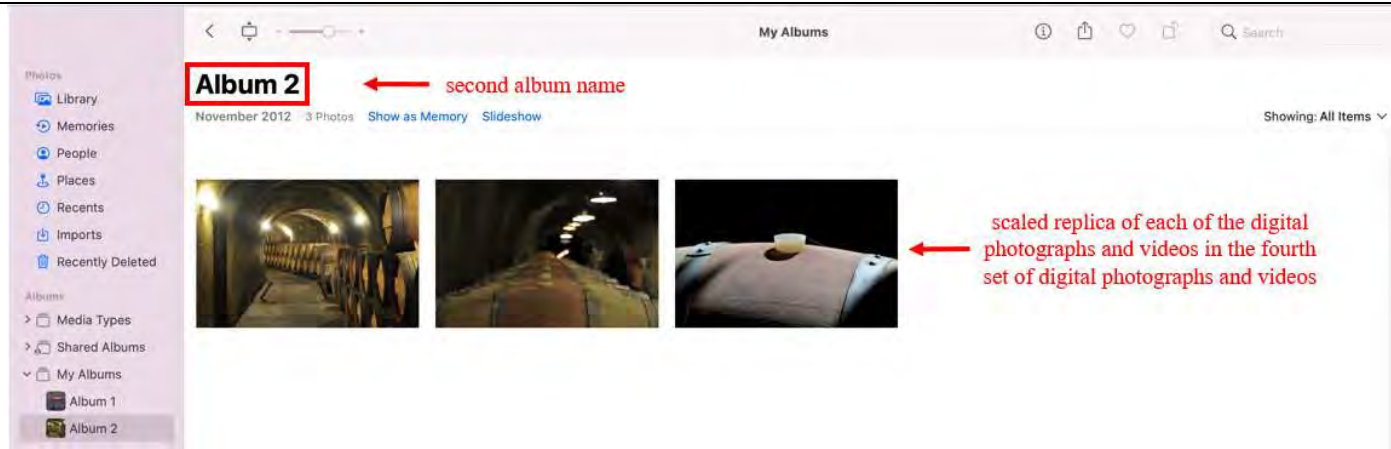 My Albums
Search
Photos
Library
Memories
People
Places
Recents
Imports
Recently Deleted
Albums
Media Types
Shared Albums
My Albums
Album 1
Album 2
Album 2
second album name
November 2012 3 Photos Show as Memory Slideshow
Showing: All Items
scaled replica of each of the digital
photographs and videos in the fourth
set of digital photographs and videos